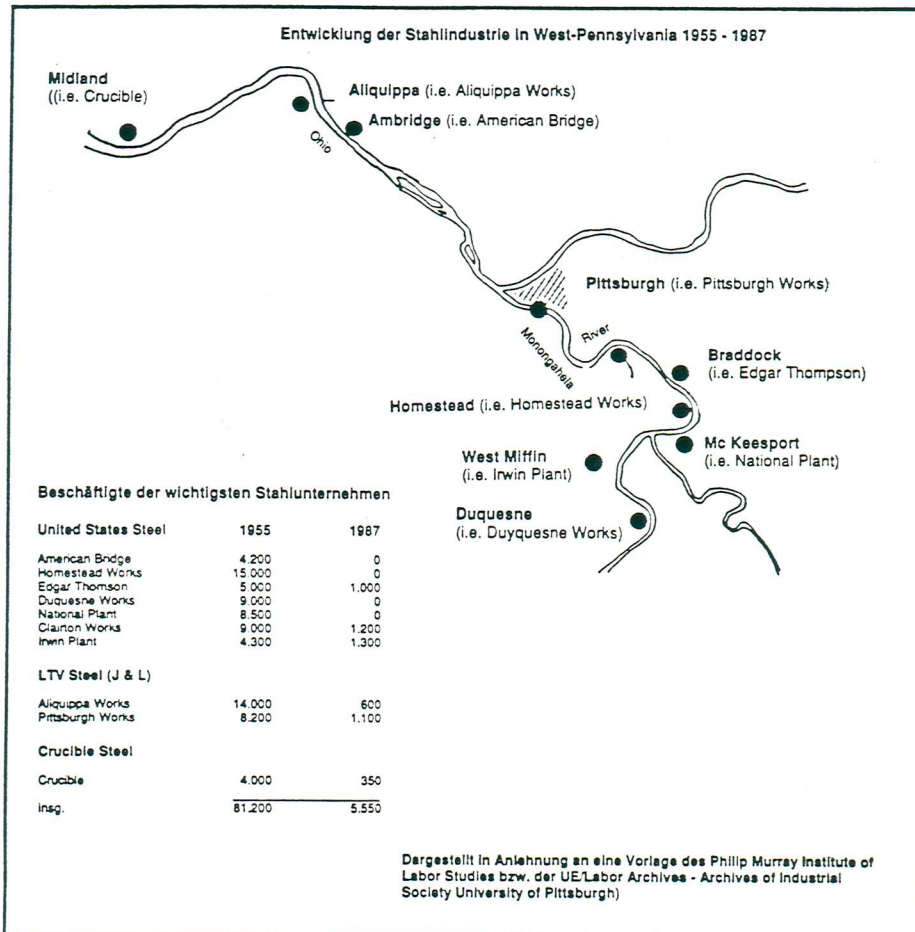 Entwicklung der Stahlindustrie in West-Pennsylvania 1955 - 1987
Midland
((i.e. Crucible)
Aliquippa (i.e. Aliquippa Works)
Ambridge (i.e. American Bridge)
Ohio
Pittsburgh (i.e. Pittsburgh Works)
Monongahela
River
Braddock
(i.e. Edgar Thompson)
Homestead (i.e. Homestead Works)
Mc Keesport
(i.e. National Plant)
West Miffin
(i.e. Irwin Plant)
Duquesne
(i.e. Duyquesne Works)
Beschäftigte der wichtigsten Stahlunternehmen
United States Steel 1955 1987
American Bridge 4.200 0
Homestead Works 15.000 0
Edgar Thomson 5.000 1.000
Duquesne Works 9.000 0
National Plant 8.500 0
Clairton Works 9.000 1.200
Irwin Plant 4.300 1.300
LTV Steel (J & L)
Aliquippa Works 14.000 600
Pittsburgh Works 8.200 1.100
Crucible Steel
Crucible 4.000 350
insg. 81.200 5.550
Dargestellt in Anlehnung an eine Vorlage des Philip Murray Institute of
Labor Studies bzw. der UE/Labor Archives - Archives of Industrial
Society University of Pittsburgh)